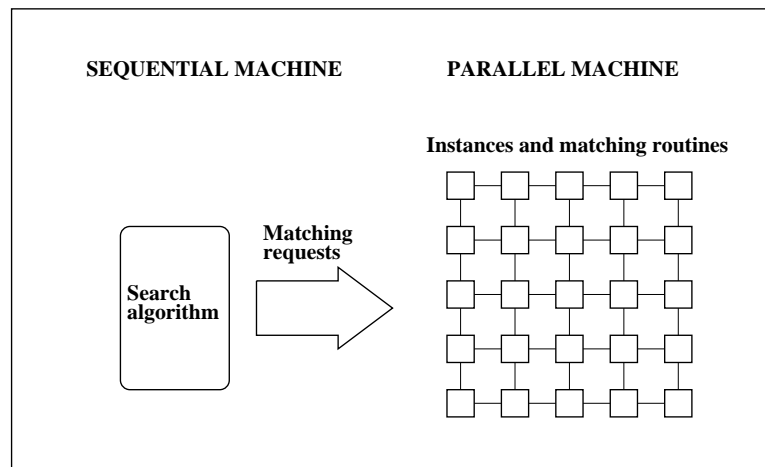 SEQUENTIAL MACHINE
PARALLEL MACHINE
Instances and matching routines
Matching
requests
Search
algorithm